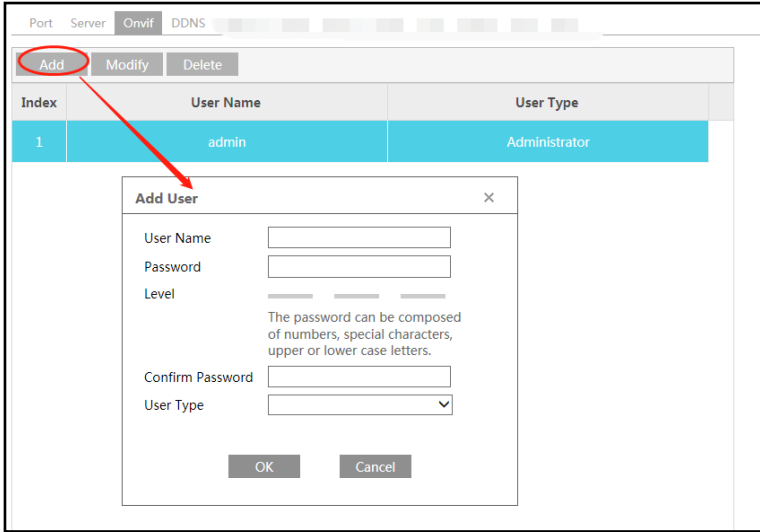 Port Server Onvif DDNS
Add Modify Delete
Index User Name User Type
1 admin Administrator
Add User ×
User Name
Password
Level
The password can be composed
of numbers, special characters,
upper or lower case letters.
Confirm Password
User Type
OK Cancel